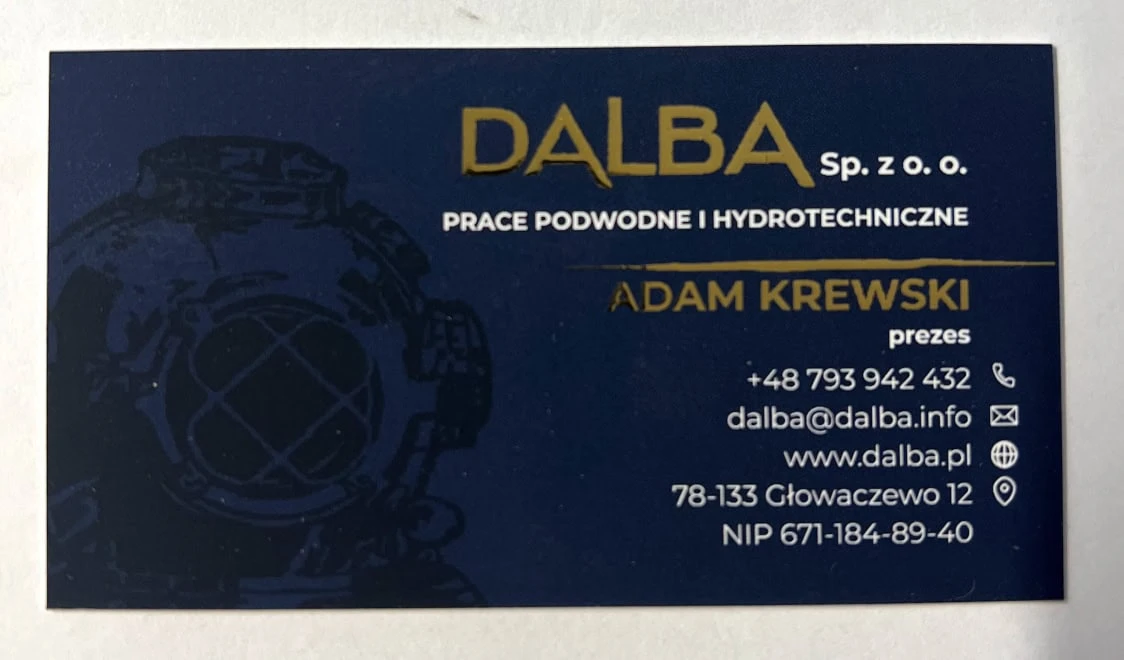 DALBA Sp. z o. o.
PRACE PODWODNE I HYDROTECHNICZNE
ADAM KREWSKI
prezes
+48 793 942 432
dalba@dalba.info
www.dalba.pl
78-133 Głowaczewo 12
NIP 671-184-89-40